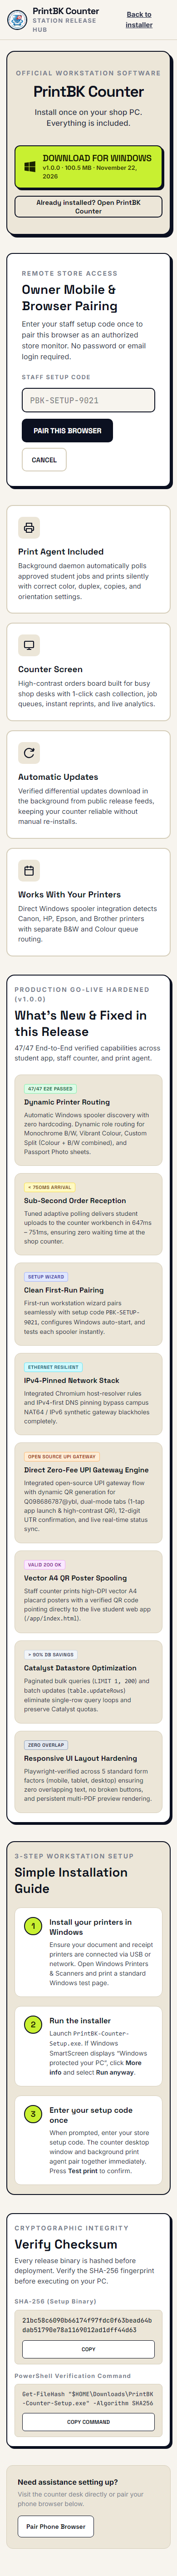 PrintBK Counter
STATION RELEASE
HUB
Back to
installer
OFFICIAL WORKSTATION SOFTWARE
PrintBK Counter
Install once on your shop PC.
Everything is included.
DOWNLOAD FOR WINDOWS
v1.0.0 · 100.5 MB · November 22,
2026
Already installed? Open PrintBK
Counter
REMOTE STORE ACCESS
Owner Mobile &
Browser Pairing
Enter your staff setup code once to
pair this browser as an authorized
store monitor. No password or email
login required.
STAFF SETUP CODE
PBK-SETUP-9021
PAIR THIS BROWSER
CANCEL
Print Agent Included
Background daemon automatically polls
approved student jobs and prints silently
with correct color, duplex, copies, and
orientation settings.
Counter Screen
High-contrast orders board built for busy
shop desks with 1-click cash collection, job
queues, instant reprints, and live analytics.
Automatic Updates
Verified differential updates download in
the background from public release feeds,
keeping your counter reliable without
manual re-installs.
Works With Your Printers
Direct Windows spooler integration detects
Canon, HP, Epson, and Brother printers
with separate B&W and Colour queue
routing.
PRODUCTION GO-LIVE HARDENED
(v1.0.0)
What's New & Fixed in
this Release
47/47 End-to-End verified capabilities across
student app, staff counter, and print agent.
47/47 E2E PASSED
Dynamic Printer Routing
Automatic Windows spooler discovery with
zero hardcoding. Dynamic role routing for
Monochrome B/W, Vibrant Colour, Custom
Split (Colour + B/W combined), and
Passport Photo sheets.
< 750MS ARRIVAL
Sub-Second Order Reception
Tuned adaptive polling delivers student
uploads to the counter workbench in 647ms
– 751ms, ensuring zero waiting time at the
shop counter.
SETUP WIZARD
Clean First-Run Pairing
First-run workstation wizard pairs
seamlessly with setup code PBK-SETUP-
9021, configures Windows auto-start, and
tests each spooler instantly.
ETHERNET RESILIENT
IPv4-Pinned Network Stack
Integrated Chromium host-resolver rules
and IPv4-first DNS pinning bypass campus
NAT64 / IPv6 synthetic gateway blackholes
completely.
OPEN SOURCE UPI GATEWAY
Direct Zero-Fee UPI Gateway Engine
Integrated open-source UPI gateway flow
with dynamic QR generation for
Q098686787@ybl, dual-mode tabs (1-tap
app launch & high-contrast QR), 12-digit
UTR confirmation, and live real-time status
sync.
VALID 200 OK
Vector A4 QR Poster Spooling
Staff counter prints high-DPI vector A4
placard posters with a verified QR code
pointing directly to the live student web app
(/app/index.html).
> 90% DB SAVINGS
Catalyst Datastore Optimization
Paginated bulk queries (LIMIT 1, 200) and
batch updates (table.updateRows)
eliminate single-row query loops and
preserve Catalyst quotas.
ZERO OVERLAP
Responsive UI Layout Hardening
Playwright-verified across 5 standard form
factors (mobile, tablet, desktop) ensuring
zero overlapping text, no broken buttons,
and persistent multi-PDF preview rendering.
3-STEP WORKSTATION SETUP
Simple Installation
Guide
1
Install your printers in
Windows
Ensure your document and receipt
printers are connected via USB or
network. Open Windows Printers
& Scanners and print a standard
Windows test page.
2
Run the installer
Launch PrintBK-Counter-
Setup.exe. If Windows
SmartScreen displays "Windows
protected your PC", click More
info and select Run anyway.
3
Enter your setup code
once
When prompted, enter your store
setup code. The counter desktop
window and background print
agent pair together immediately.
Press Test print to confirm.
CRYPTOGRAPHIC INTEGRITY
Verify Checksum
Every release binary is hashed before
deployment. Verify the SHA-256 fingerprint
before executing on your PC.
SHA-256 (Setup Binary)
21bc58c6090b66174f97fdc0f63bead64b
dab51790e78a1169012ad1dff44d63
COPY
PowerShell Verification Command
Get-FileHash "$HOME\Downloads\PrintBK
-Counter-Setup.exe" -Algorithm SHA256
COPY COMMAND
Need assistance setting up?
Visit the counter desk directly or pair your
phone browser below.
Pair Phone Browser